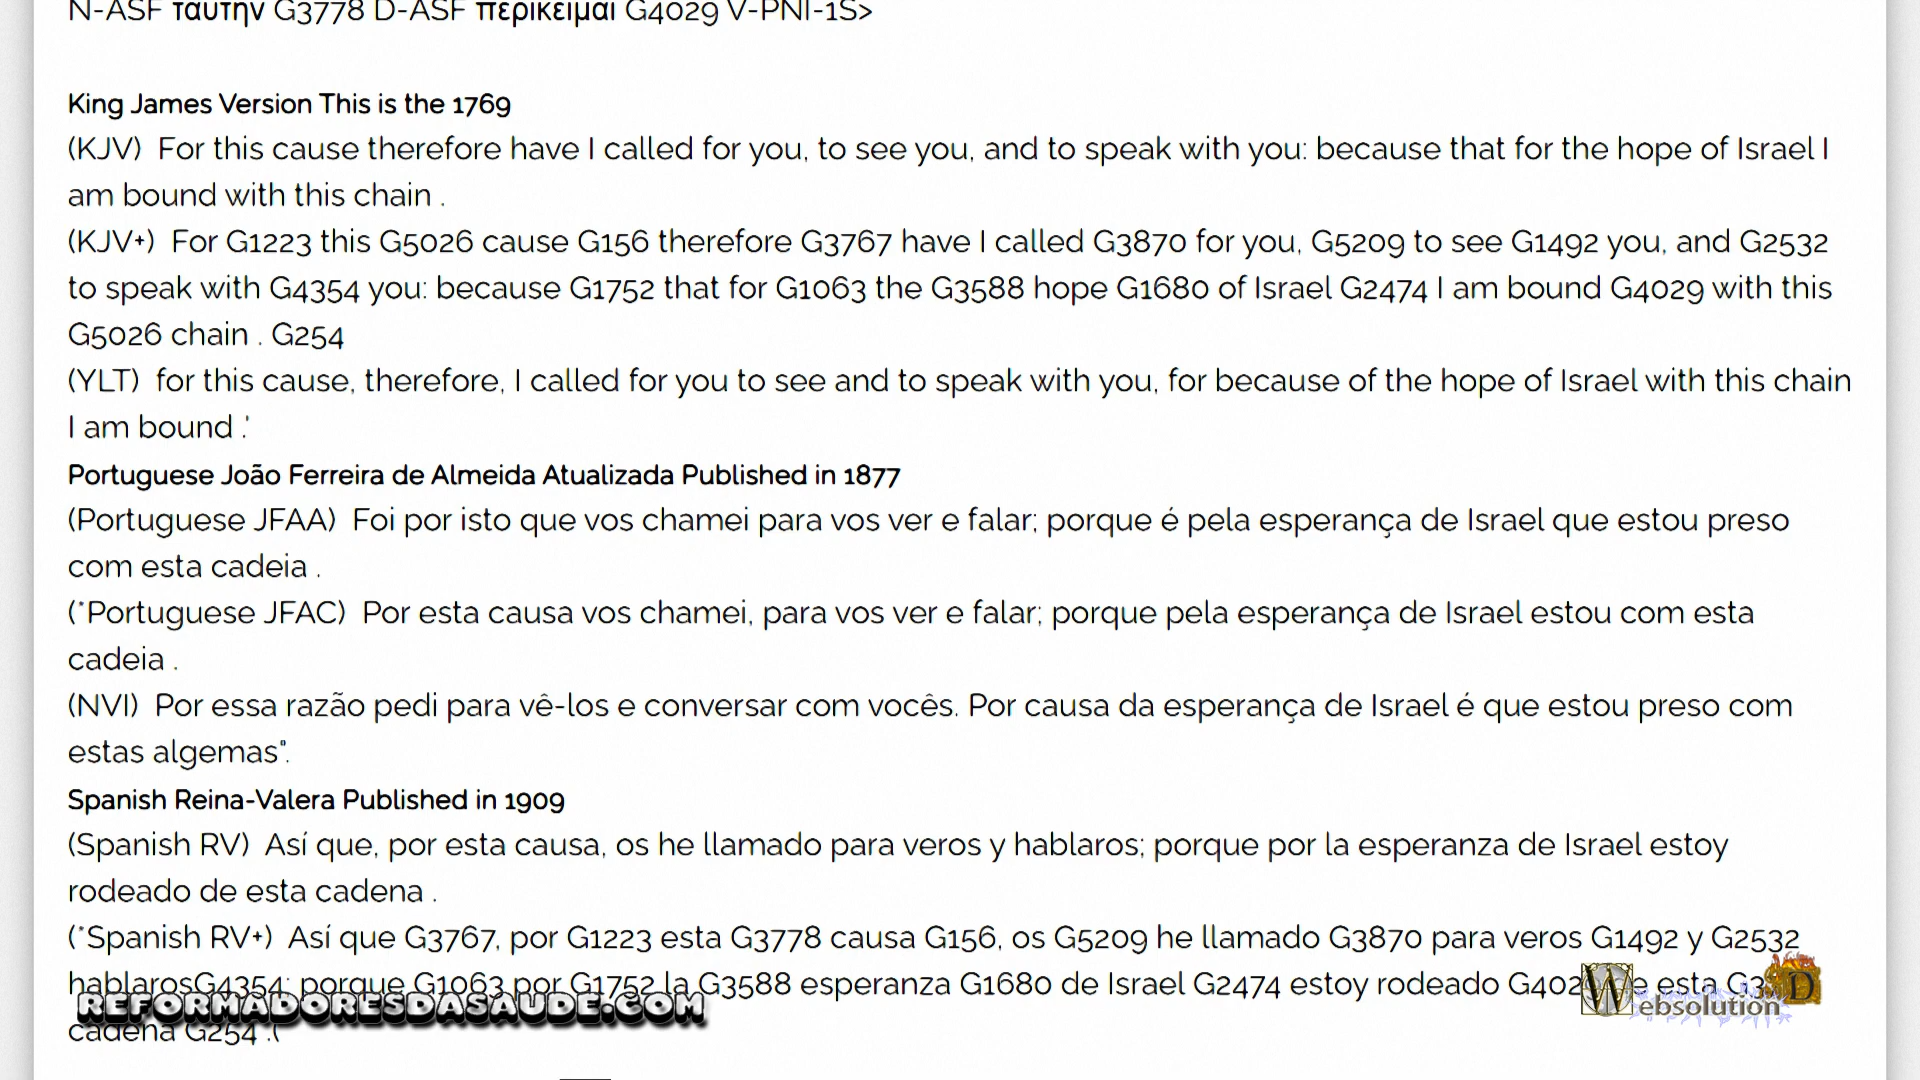 N-ASF ταύτην G3778 D-ASF περίκειμαι G4029 V-PNI-1S>
King James Version This is the 1769
(KJV) For this cause therefore have I called for you, to see you, and to speak with you: because that for the hope of Israel I
am bound with this chain .
(KJV+) For G1223 this G5026 cause G156 therefore G3767 have I called G3870 for you, G5209 to see G1492 you, and G2532
to speak with G4354 you: because G1752 that for G1063 the G3588 hope G1680 of Israel G2474 I am bound G4029 with this
G5026 chain . G254
(YLT) for this cause, therefore, I called for you to see and to speak with you, for because of the hope of Israel with this chain
I am bound .'
Portuguese João Ferreira de Almeida Atualizada Published in 1877
(Portuguese JFAA) Foi por isto que vos chamei para vos ver e falar; porque é pela esperança de Israel que estou preso
com esta cadeia .
(*Portuguese JFAC) Por esta causa vos chamei, para vos ver e falar; porque pela esperança de Israel estou com esta
cadeia .
(NVI) Por essa razão pedi para vê-los e conversar com vocês. Por causa da esperança de Israel é que estou preso com
estas algemas".
Spanish Reina-Valera Published in 1909
(Spanish RV) Así que, por esta causa, os he llamado para veros y hablaros; porque por la esperanza de Israel estoy
rodeado de esta cadena .
(*Spanish RV+) Así que G3767, por G1223 esta G3778 causa G156, os G5209 he llamado G3870 para veros G1492 y G2532
hablarosG4354; porque G1063 por G1752 la G3588 esperanza G1680 de Israel G2474 estoy rodeado esta
cadena G254 .(
REFORMADORESDASAUDE.COM
Websolution D